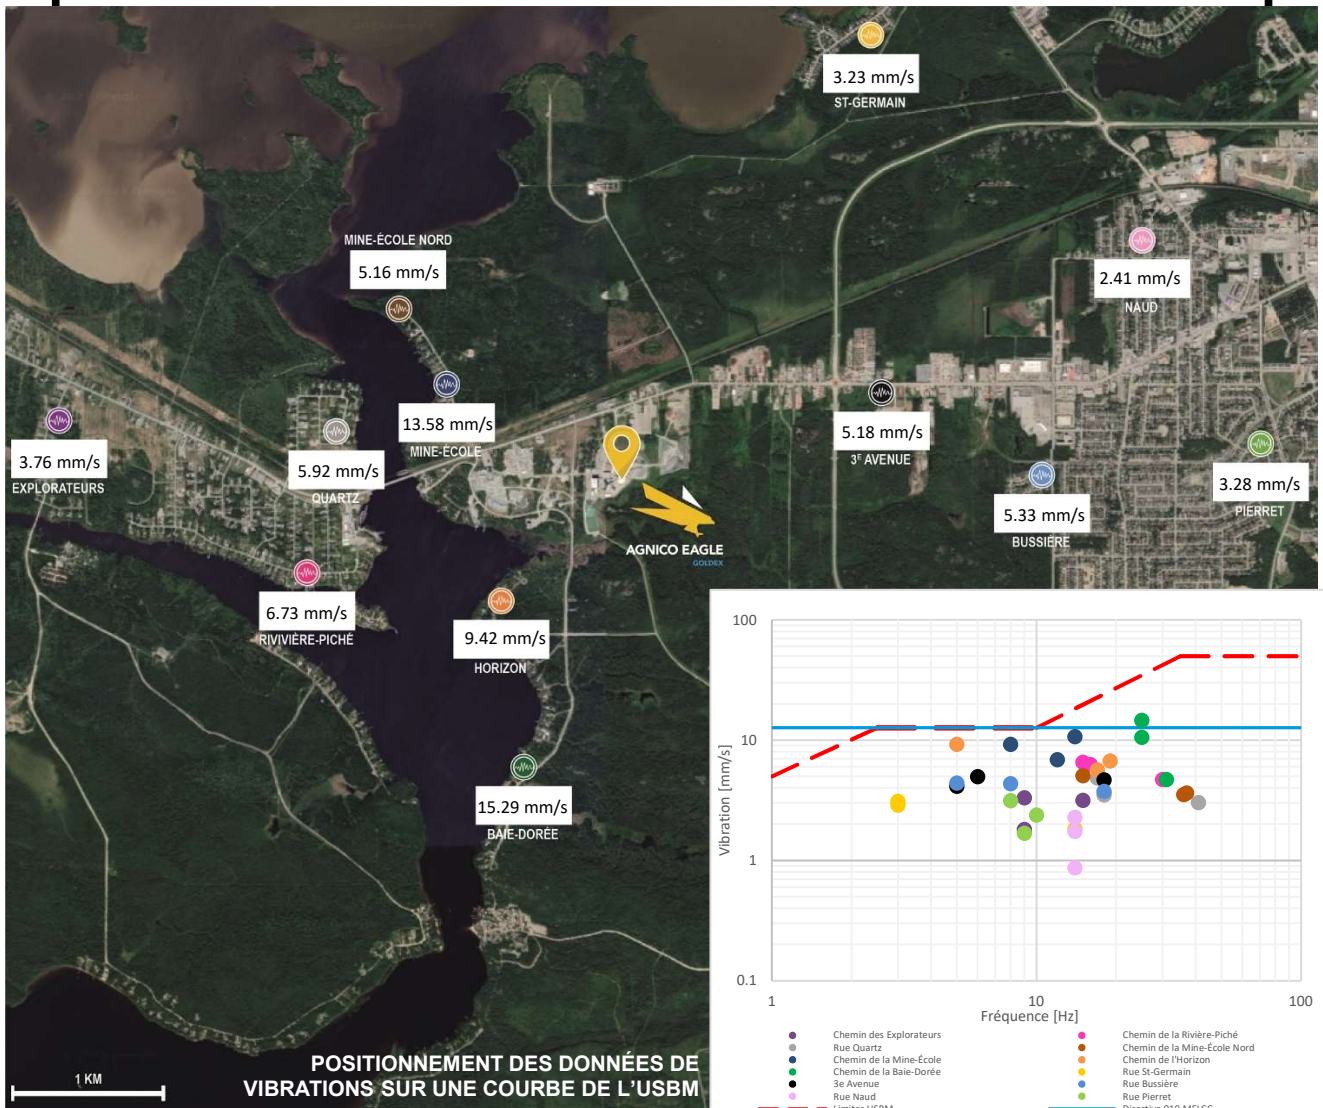 3.23 mm/s
ST-GERMAIN
MINE-ÉCOLE NORD
5.16 mm/s
2.41 mm/s
NAUD
13.58 mm/s
MINE-ÉCOLE
3.76 mm/s
EXPLORATEURS
5.92 mm/s
QUARTZ
5.18 mm/s
3E AVENUE
5.33 mm/s
BUSSIÈRE
3.28 mm/s
PIERRET
AGNICO EAGLE
GOLDEX
6.73 mm/s
RIVIVIÈRE-PICHÉ
9.42 mm/s
HORIZON
15.29 mm/s
BAIE-DORÉE
1 KM
POSITIONNEMENT DES DONNÉES DE
VIBRATIONS SUR UNE COURBE DE L'USBM
100
10
1
0.1
Vibration [mm/s]
1
10
100
Fréquence [Hz]
Chemin des Explorateurs
Chemin de la Rivière-Piché
Rue Quartz
Chemin de la Mine-École Nord
Chemin de la Mine-École
Chemin de l'Horizon
Chemin de la Baie-Dorée
Rue St-Germain
3e Avenue
Rue Bussière
Rue Naud
Rue Pierret
Limites USBM
Directive 019 MELCC